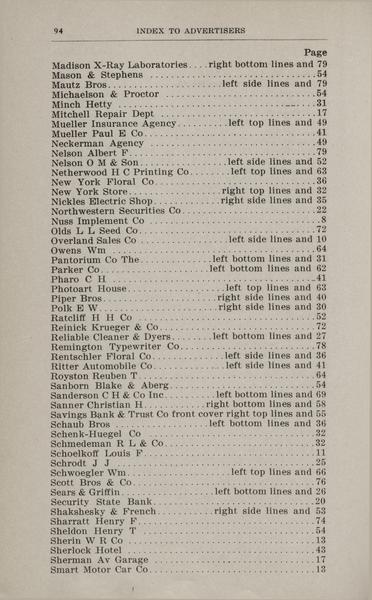 94 INDEX TO ADVERTISERS
Page
Madison X-Ray Laboratories....right bottom lines and 79
Mason & Stephens ....54
Mautz Bros....left side lines and 79
Michaelson & Proctor ....54
Minch Hetty ....31
Mitchell Repair Dept ....17
Mueller Insurance Agency....left top lines and 49
Mueller Paul E Co....41
Neckerman Agency ....49
Nelson Albert F....79
Nelson O M & Son....left side lines and 52
Netherwood H C Printing Co....left top lines and 63
New York Floral Co....36
New York Store....right top lines and 32
Nickles Electric Shop....right side lines and 35
Northwestern Securities Co....22
Nuss Implement Co ....8
Olds L L Seed Co....72
Overland Sales Co ....left side lines and 10
Owens Wm ....64
Pantorium Co The....left bottom lines and 31
Parker Co....left bottom lines and 62
Pharo C H ....41
Photoart House....left top lines and 63
Piper Bros....right side lines and 40
Polk E W....right side lines and 30
Ratcliff H H Co ....52
Reinick Krueger & Co....72
Reliable Cleaner & Dyers....left bottom lines and 27
Remington Typewriter Co....78
Rentschler Floral Co....left side lines and 36
Ritter Automobile Co....left side lines and 41
Royston Reuben T....64
Sanborn Blake & Aberg....54
Sanderson C H & Co Inc....left bottom lines and 69
Sanner Christian H....right bottom lines and 58
Savings Bank & Trust Co front cover right top lines and 55
Schaub Bros ....left bottom lines and 36
Schenk-Huegel Co ....32
Schmedeman R L & Co....32
Schoelkoff Louis F....11
Schrodt J J ....25
Schwoegler Wm....left top lines and 66
Scott Bros & Co....76
Sears & Griffin....left bottom lines and 26
Security State Bank....20
Shakshesky & French....right side lines and 53
Sharratt Henry F....74
Sheldon Henry T ....54
Sherin W R Co ....13
Sherlock Hotel ....43
Sherman Av Garage ....17
Smart Motor Car Co....13